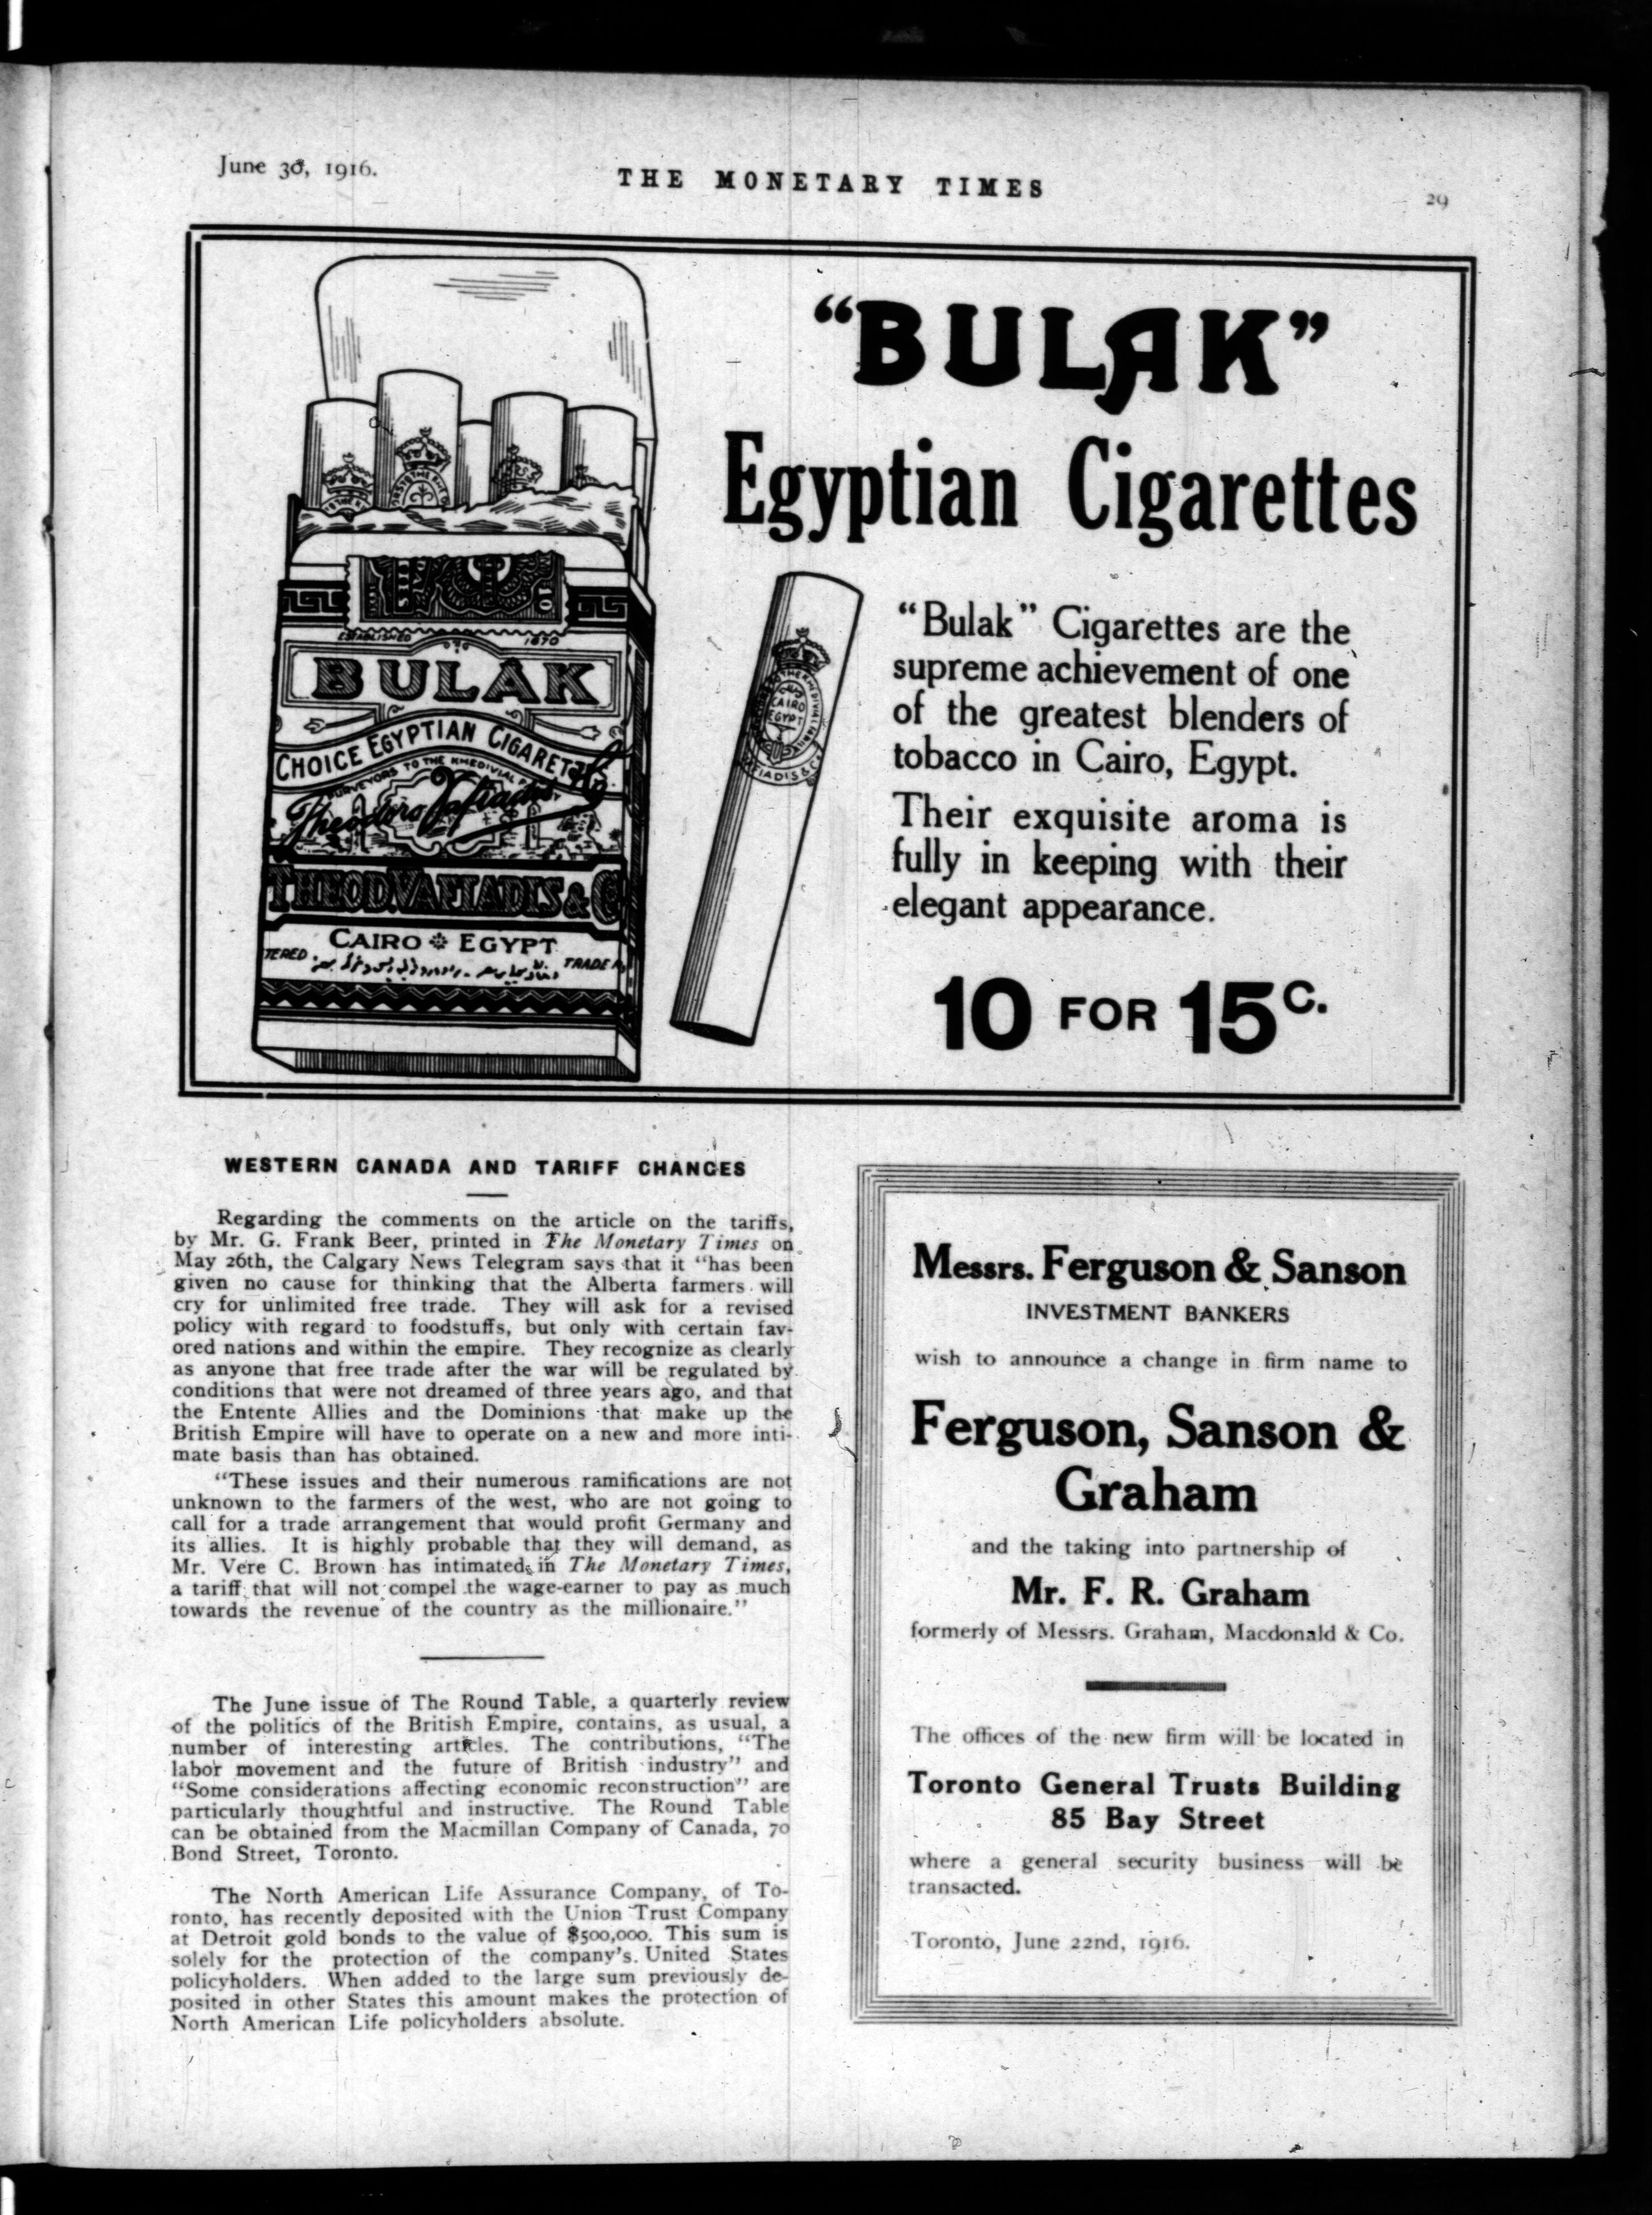 June 30, 1916.
THE MONETARY TIMES
29
"BULAK"
Egyptian Cigarettes
"Bulak" Cigarettes are the
supreme achievement of one
of the greatest blenders of
tobacco in Cairo, Egypt.
Their exquisite aroma is
fully in keeping with their
elegant appearance.
10 FOR 15C.
ESTABLISHED 1870
BULAK
CHOICE EGYPTIAN CIGARETTES
PURVEYORS TO THE KHEDIVIAL
Theodoro Vafiadis
THEOD. VAFIADIS & Co
CAIRO EGYPT
TERED TRADE
CAIRO
EGYPT
WESTERN CANADA AND TARIFF CHANGES
Regarding the comments on the article on the tariffs,
by Mr. G. Frank Beer, printed in The Monetary Times on
May 26th, the Calgary News Telegram says that it "has been
given no cause for thinking that the Alberta farmers will
cry for unlimited free trade. They will ask for a revised
policy with regard to foodstuffs, but only with certain fav-
ored nations and within the empire. They recognize as clearly
as anyone that free trade after the war will be regulated by
conditions that were not dreamed of three years ago, and that
the Entente Allies and the Dominions that make up the
British Empire will have to operate on a new and more inti-
mate basis than has obtained.
"These issues and their numerous ramifications are not
unknown to the farmers of the west, who are not going to
call for a trade arrangement that would profit Germany and
its allies. It is highly probable that they will demand, as
Mr. Vere C. Brown has intimated in The Monetary Times,
a tariff that will not compel the wage-earner to pay as much
towards the revenue of the country as the millionaire."
The June issue of The Round Table, a quarterly review
of the politics of the British Empire, contains, as usual, a
number of interesting articles. The contributions, "The
labor movement and the future of British industry" and
"Some considerations affecting economic reconstruction" are
particularly thoughtful and instructive. The Round Table
can be obtained from the Macmillan Company of Canada, 70
Bond Street, Toronto.
The North American Life Assurance Company, of To-
ronto, has recently deposited with the Union Trust Company
at Detroit gold bonds to the value of $500,000. This sum is
solely for the protection of the company's United States
policyholders. When added to the large sum previously de-
posited in other States this amount makes the protection of
North American Life policyholders absolute.
Messrs. Ferguson & Sanson
INVESTMENT BANKERS
wish to announce a change in firm name to
Ferguson, Sanson &
Graham
and the taking into partnership of
Mr. F. R. Graham
formerly of Messrs. Graham, Macdonald & Co.
The offices of the new firm will be located in
Toronto General Trusts Building
85 Bay Street
where a general security business will be
transacted.
Toronto, June 22nd, 1916.